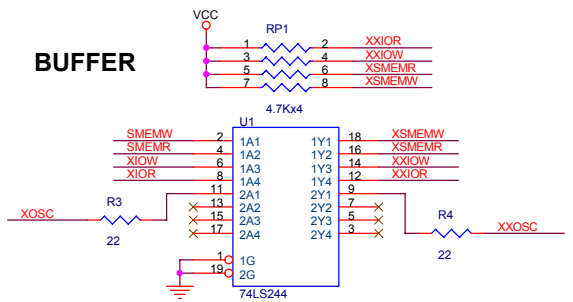 VCC
BUFFER
RP1
1 2 XXIOR
3 4 XXIOW
5 6 XSMEMR
7 8 XSMEMW
4.7Kx4
U1
SMEMW 2 1A1 1Y1 18 XSMEMW
SMEMR 4 1A2 1Y2 16 XSMEMR
XIOW 6 1A3 1Y3 14 XXIOW
XIOR 8 1A4 1Y4 12 XXIOR
11 2A1 2Y1 9
13 2A2 2Y2 7
15 2A3 2Y3 5
17 2A4 2Y4 3
XOSC R3 22
R4 22 XXOSC
1 1G
19 2G
74LS244